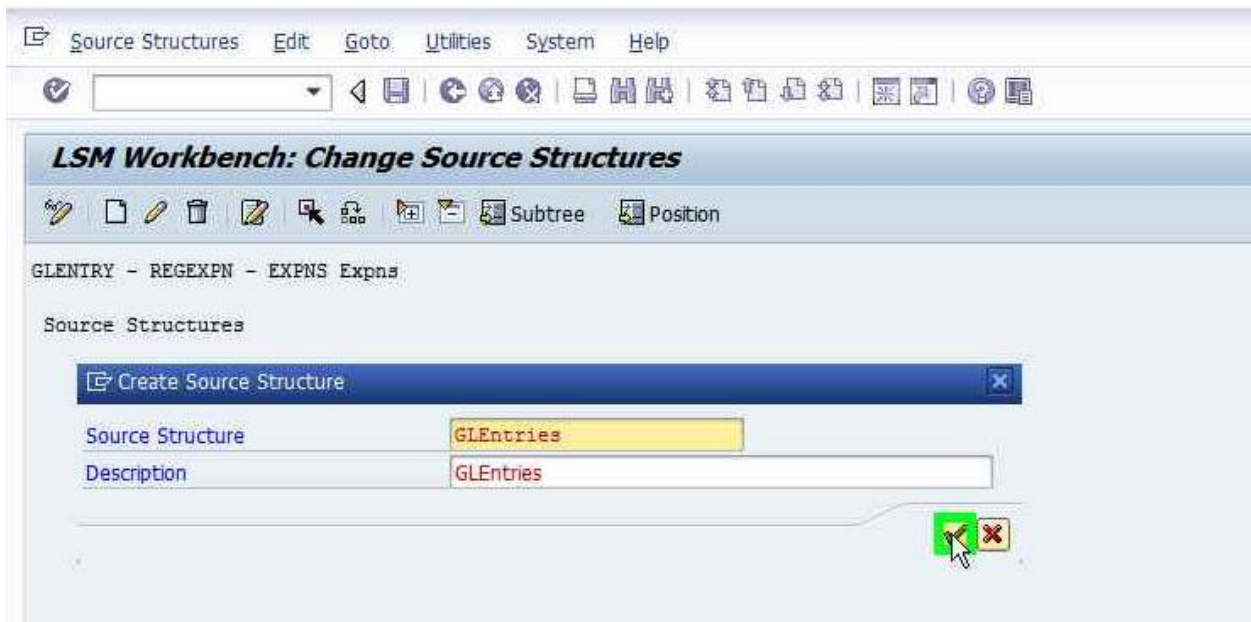 Source Structures Edit Goto Utilities System Help
LSM Workbench: Change Source Structures
Subtree Position
GLENTRY - REGEXPN - EXPNS Expns
Source Structures
Create Source Structure
Source Structure GLEntries
Description GLEntries